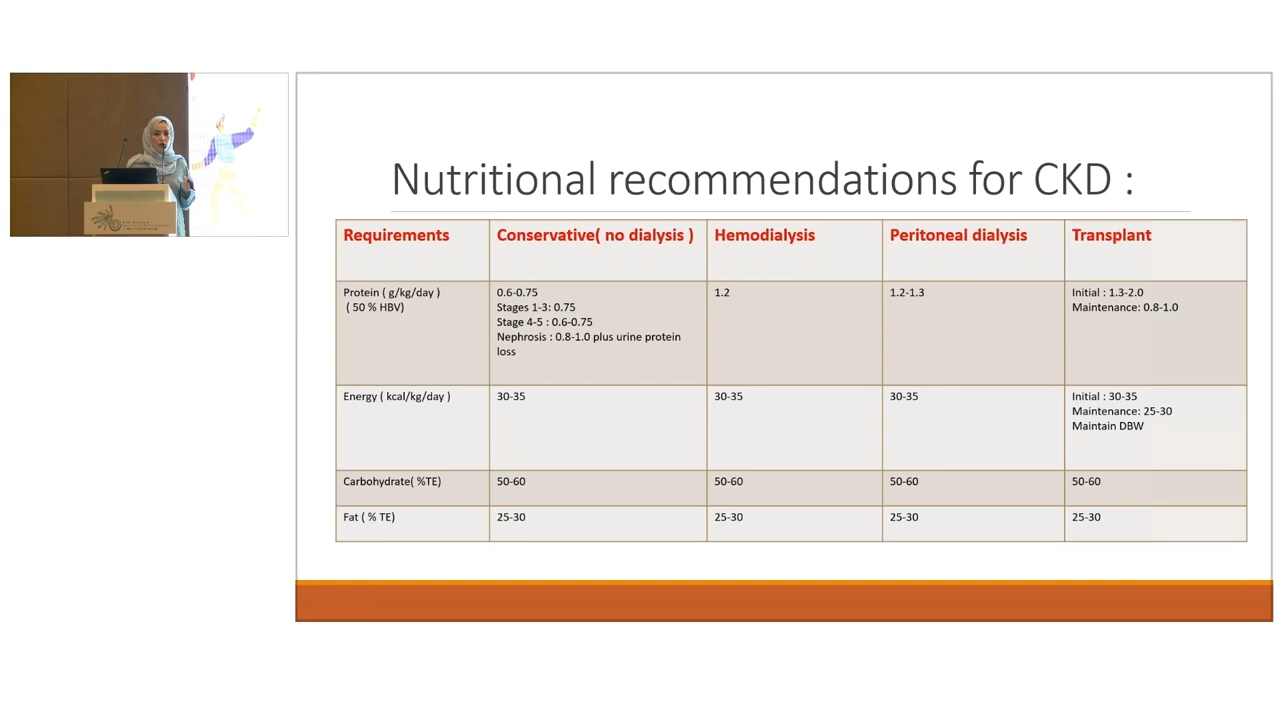 Nutritional recommendations for CKD :
Requirements
Conservative( no dialysis )
Hemodialysis
Peritoneal dialysis
Transplant
Protein ( g/kg/day )
( 50 % HBV)
0.6-0.75
Stages 1-3: 0.75
Stage 4-5 : 0.6-0.75
Nephrosis : 0.8-1.0 plus urine protein
loss
1.2
1.2-1.3
Initial : 1.3-2.0
Maintenance: 0.8-1.0
Energy ( kcal/kg/day )
30-35
30-35
30-35
Initial : 30-35
Maintenance: 25-30
Maintain DBW
Carbohydrate( %TE)
50-60
50-60
50-60
50-60
Fat ( % TE)
25-30
25-30
25-30
25-30